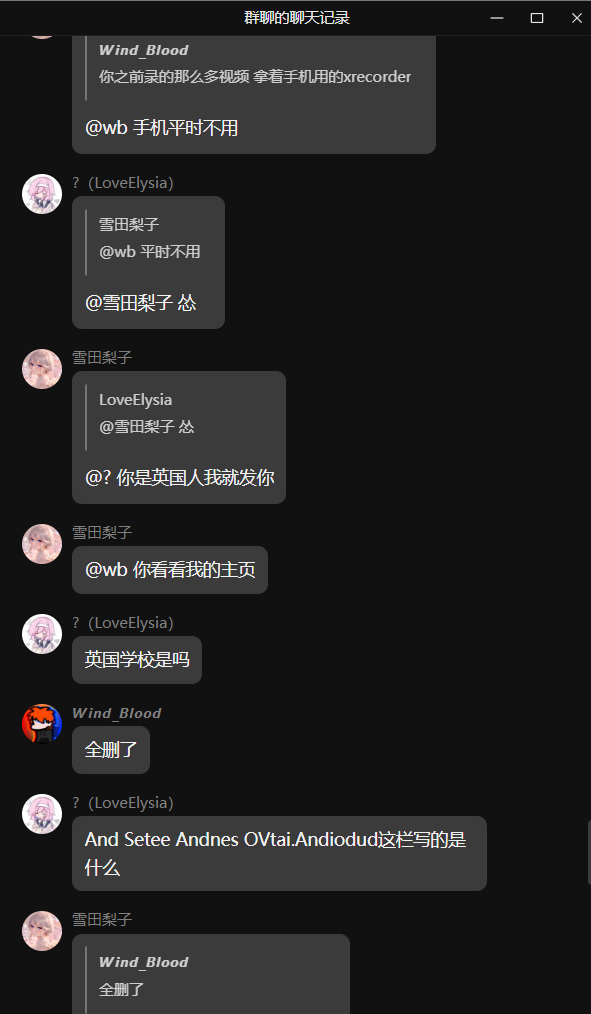 群聊的聊天记录
Wind_Blood
你之前录的那么多视频 拿着手机用的xrecorder
@wb 手机平时不用
？（LoveElysia）
雪田梨子
@wb 平时不用
@雪田梨子 怂
雪田梨子
LoveElysia
@雪田梨子 怂
@? 你是英国人我就发你
雪田梨子
@wb 你看看我的主页
？（LoveElysia）
英国学校是吗
Wind_Blood
全删了
？（LoveElysia）
And Setee Andnes OVtai.Andiodud这栏写的是
什么
雪田梨子
Wind_Blood
全删了